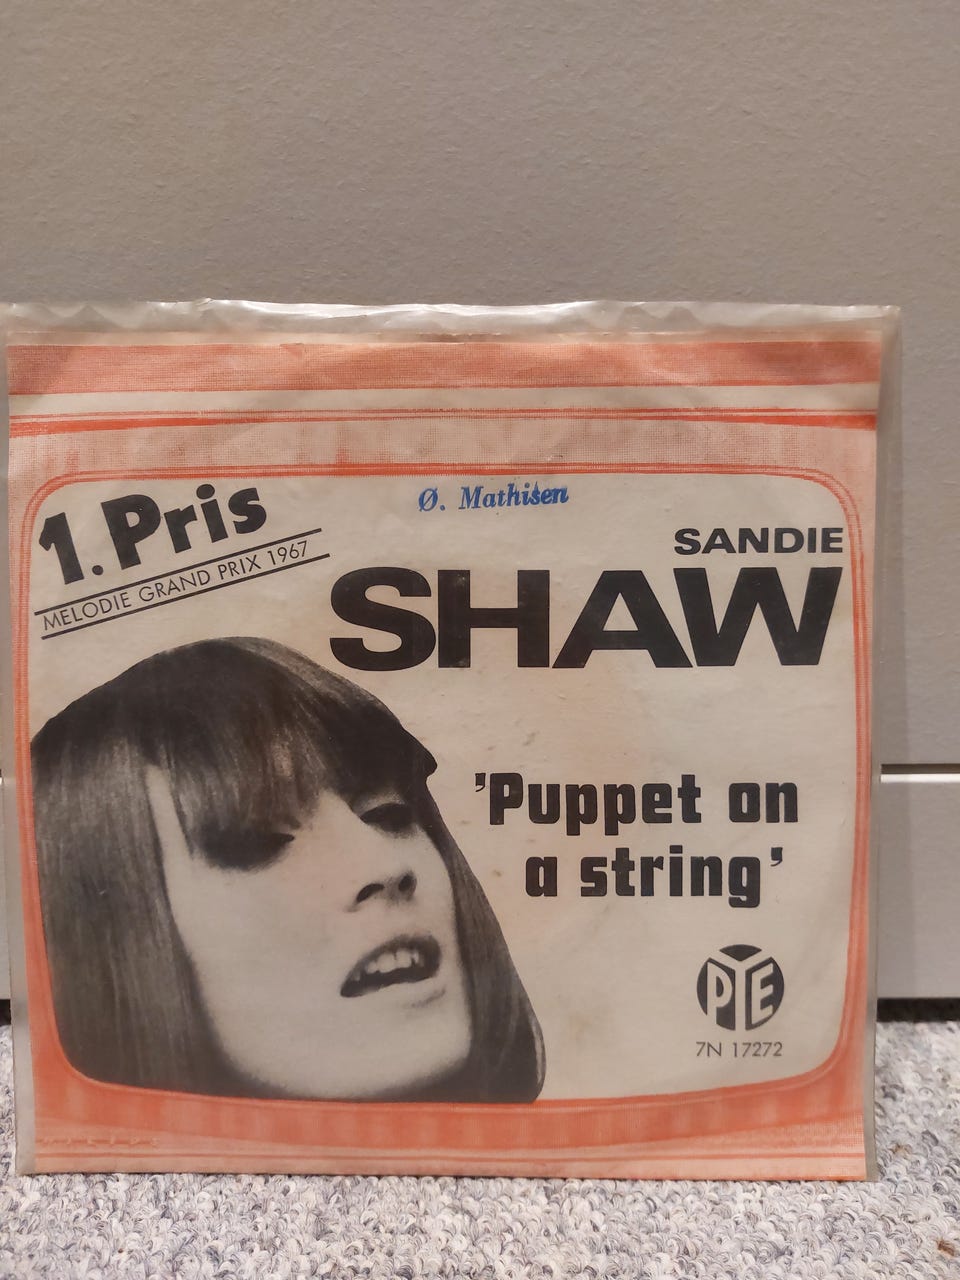 1. Pris
MELODIE GRAND PRIX 1967
Ø. Mathisen
SANDIE
SHAW
'Puppet on
a string'
PYE
7N 17272